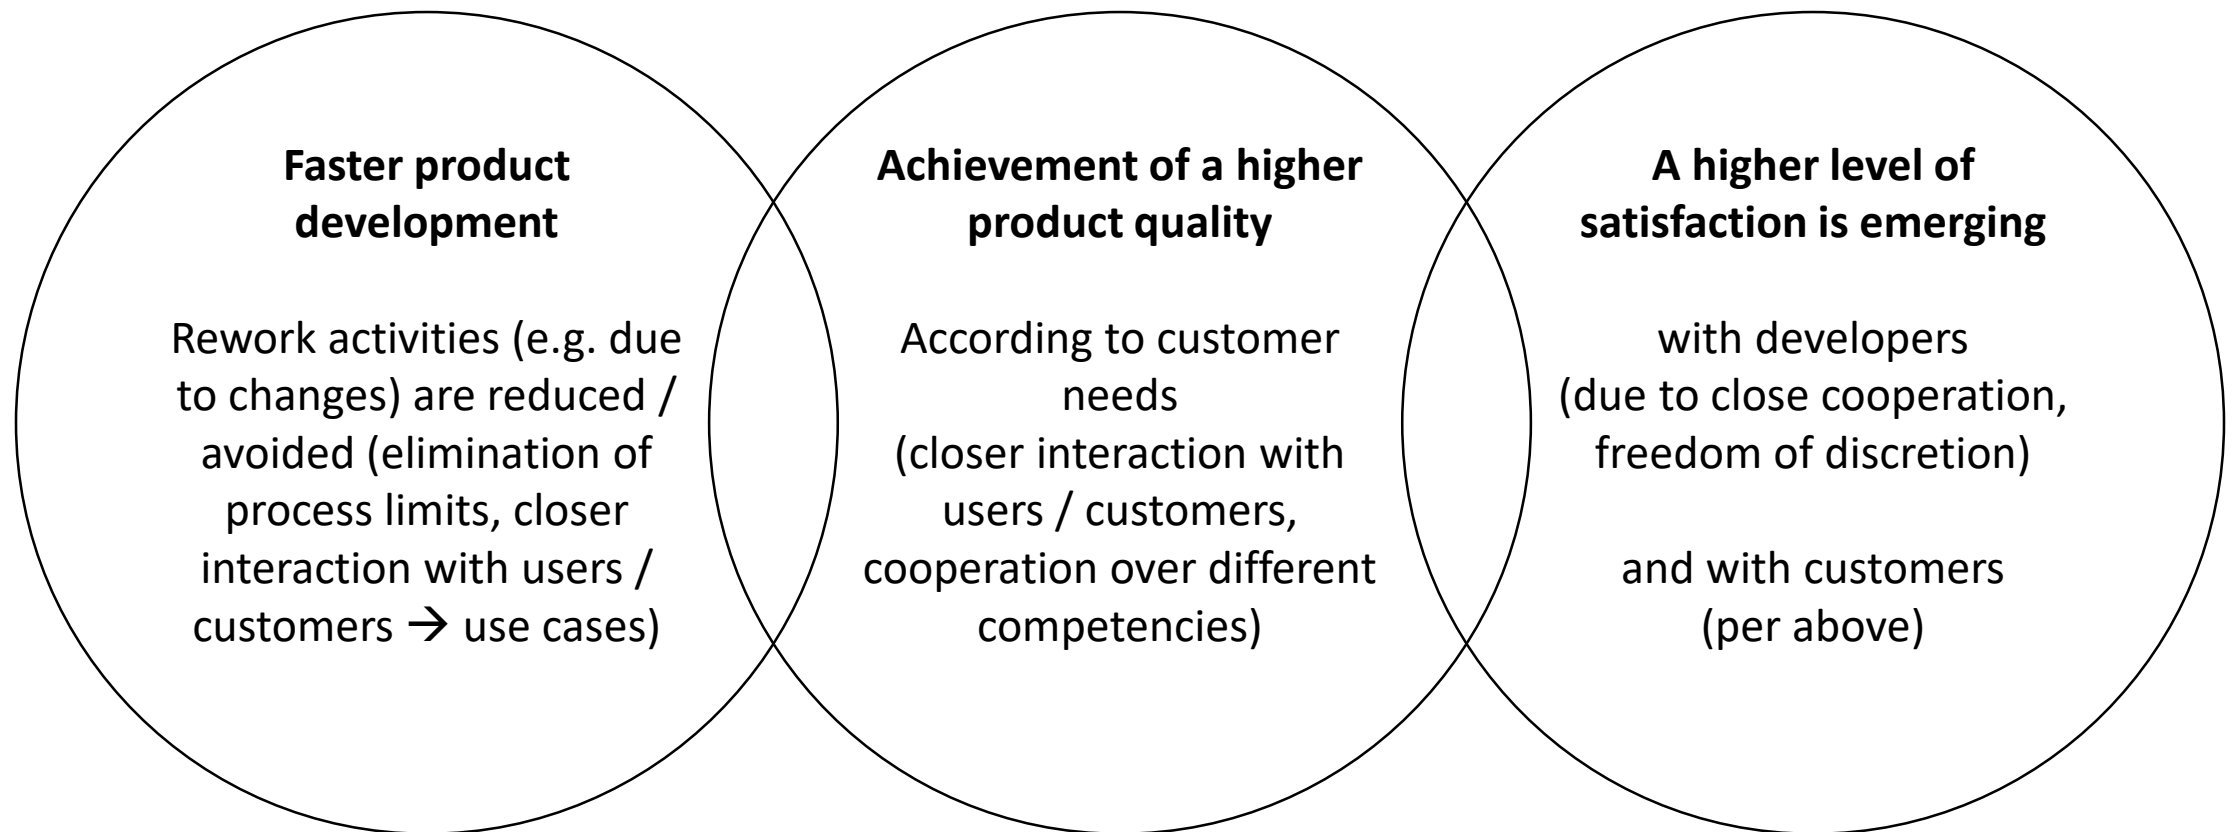 Faster product
development
Rework activities (e.g. due
to changes) are reduced /
avoided (elimination of
process limits, closer
interaction with users /
customers → use cases)
Achievement of a higher
product quality
According to customer
needs
(closer interaction with
users / customers,
cooperation over different
competencies)
A higher level of
satisfaction is emerging
with developers
(due to close cooperation,
freedom of discretion)
and with customers
(per above)